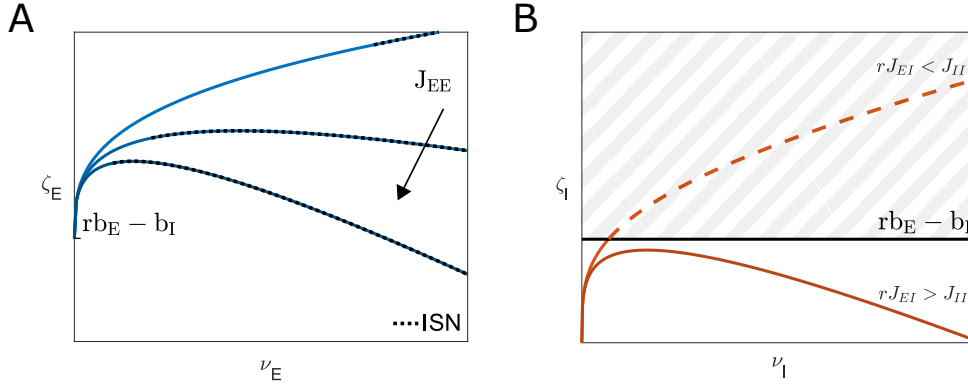 A
ζ_E
J_EE
rb_E − b_I
ISN
ν_E
B
ζ_I
rJ_EI < J_II
rb_E − b_I
rJ_EI > J_II
ν_I